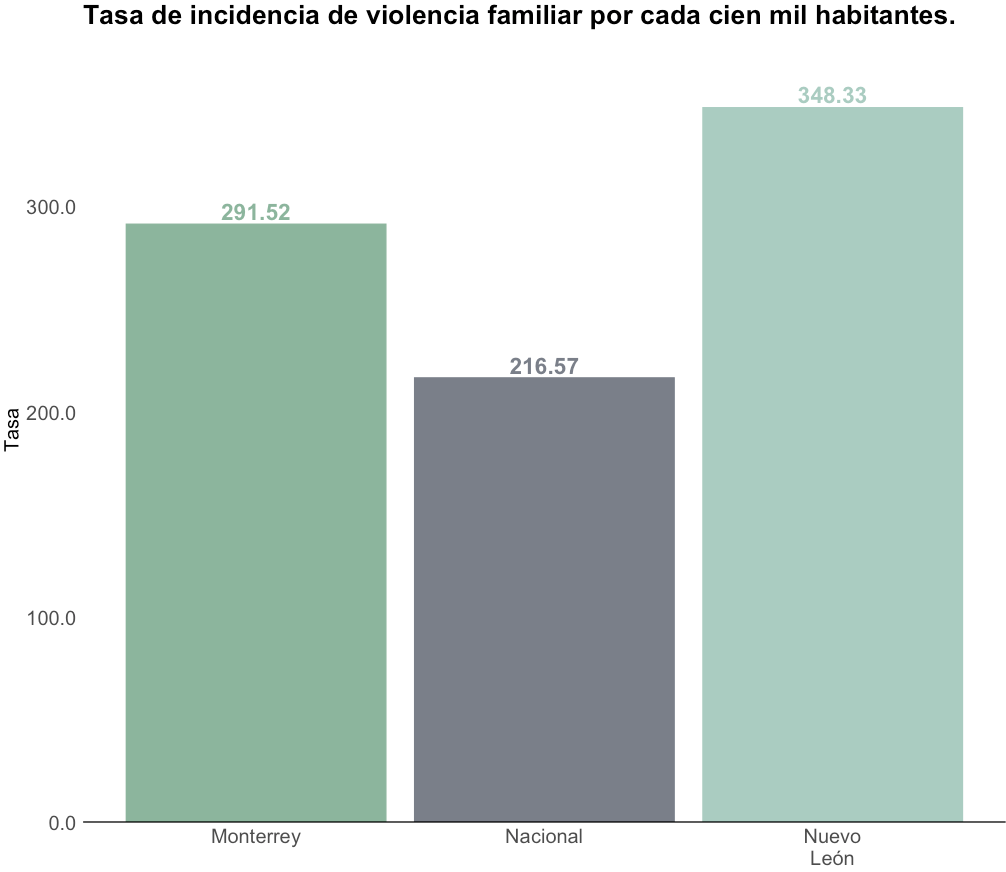 Tasa de incidencia de violencia familiar por cada cien mil habitantes.
348.33
300.0
291.52
216.57
200.0
Tasa
100.0
0.0
Monterrey
Nacional
Nuevo
León